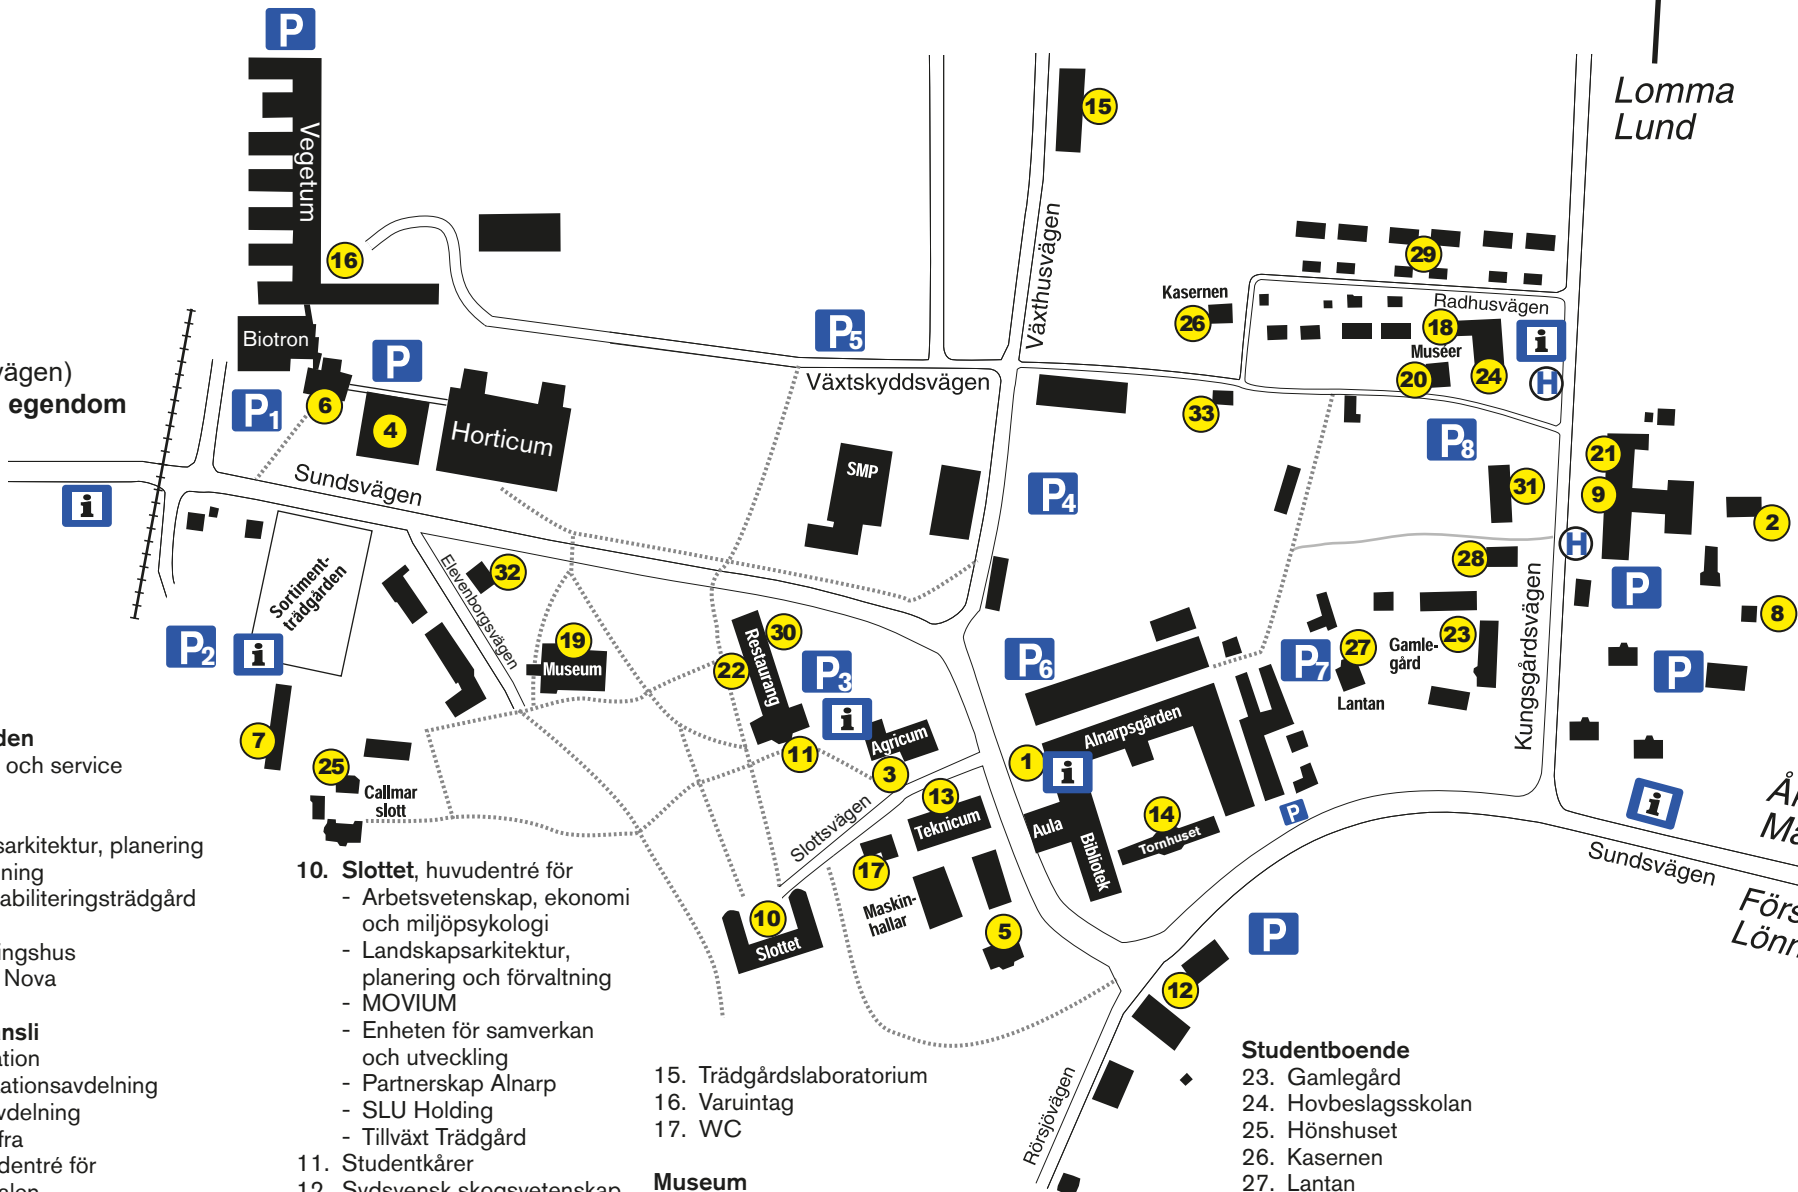 P
Lomma
Lund
Vegetum
15
16
Växthusvägen
29
Kasernen
26
Radhusvägen
18
Muséer
20
24
i
H
P5
Växtskyddsvägen
Biotron
P
P1
6
4
Horticum
vägen)
egendom
33
P8
21
9
31
2
i
Sundsvägen
SMP
P4
H
28
Elevenborgsvägen
32
Sortiment-
trädgården
P
8
P2
i
19
Museum
30
22
Restaurang
P3
P6
P7
27
Gamle-
gård
23
Lantan
P
Kungsgårdsvägen
i
Agricum
Alnarpsgården
7
11
3
1
i
25
Callmar
slott
Slottsvägen
13
Teknicum
Aula
Bibliotek
14
Tornhuset
P
i
Sundsvägen
17
Maskin-
hallar
10
Slottet
5
P
12
Rörsjövägen
den
och service
sarkitektur, planering
ning
abiliteringsträdgård
ingshus
Nova
ansli
ation
ationsavdelning
vdelning
fra
dentré för
10. Slottet, huvudentré för
- Arbetsvetenskap, ekonomi
och miljöpsykologi
- Landskapsarkitektur,
planering och förvaltning
- MOVIUM
- Enheten för samverkan
och utveckling
- Partnerskap Alnarp
- SLU Holding
- Tillväxt Trädgård
11. Studentkårer
12. Sydsvensk skogsvetenskap
15. Trädgårdslaboratorium
16. Varuintag
17. WC
Museum
Studentboende
23. Gamlegård
24. Hovbeslagsskolan
25. Hönshuset
26. Kasernen
27. Lantan